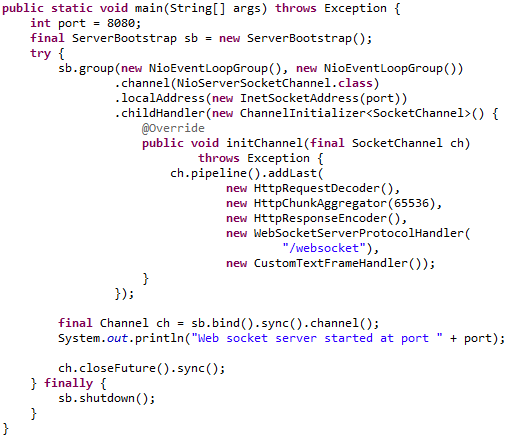 public static void main(String[] args) throws Exception {
    int port = 8080;
    final ServerBootstrap sb = new ServerBootstrap();
    try {
        sb.group(new NioEventLoopGroup(), new NioEventLoopGroup())
                .channel(NioServerSocketChannel.class)
                .localAddress(new InetSocketAddress(port))
                .childHandler(new ChannelInitializer<SocketChannel>() {
                    @Override
                    public void initChannel(final SocketChannel ch)
                            throws Exception {
                        ch.pipeline().addLast(
                                new HttpRequestDecoder(),
                                new HttpChunkAggregator(65536),
                                new HttpResponseEncoder(),
                                new WebSocketServerProtocolHandler(
                                        "/websocket"),
                                new CustomTextFrameHandler());
                    }
                });

        final Channel ch = sb.bind().sync().channel();
        System.out.println("Web socket server started at port " + port);

        ch.closeFuture().sync();
    } finally {
        sb.shutdown();
    }
}